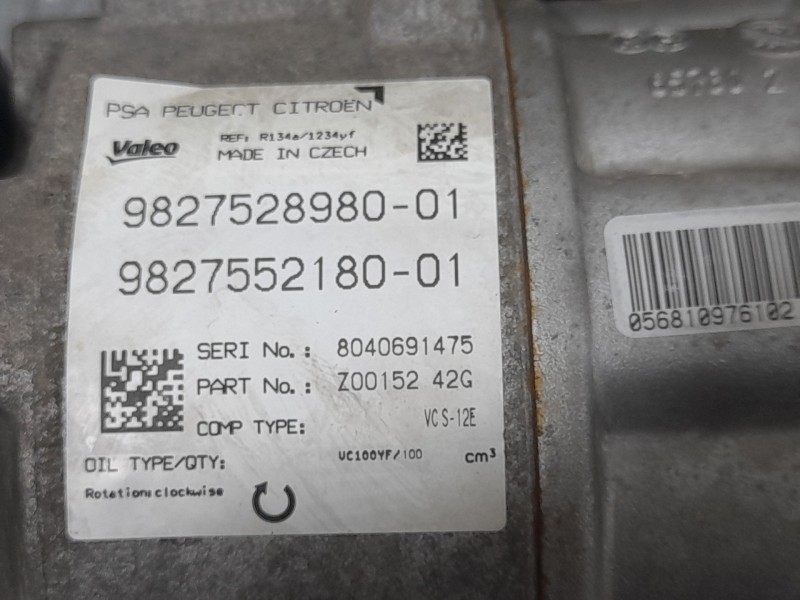 PSA PEUGEOT CITROËN
Valeo
REF: R134a/1234yf
MADE IN CZECH
9827528980-01
9827552180-01
SERI No.: 8040691475
PART No.: Z00152 42G
COMP TYPE: VCS-12E
OIL TYPE/QTY: VC100YF/100 cm³
Rotation:clockwise
056810976102